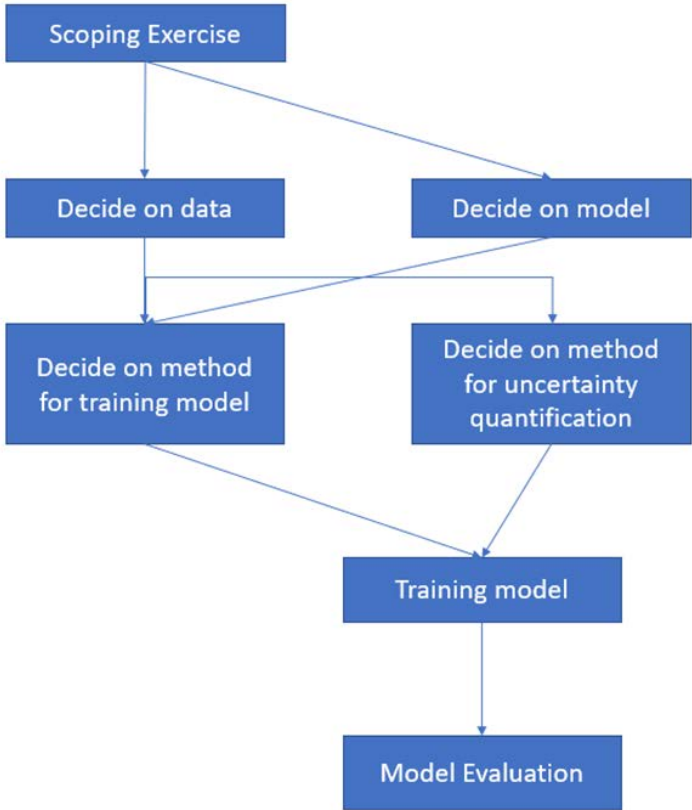 Scoping Exercise
Decide on data
Decide on model
Decide on method
for training model
Decide on method
for uncertainty
quantification
Training model
Model Evaluation